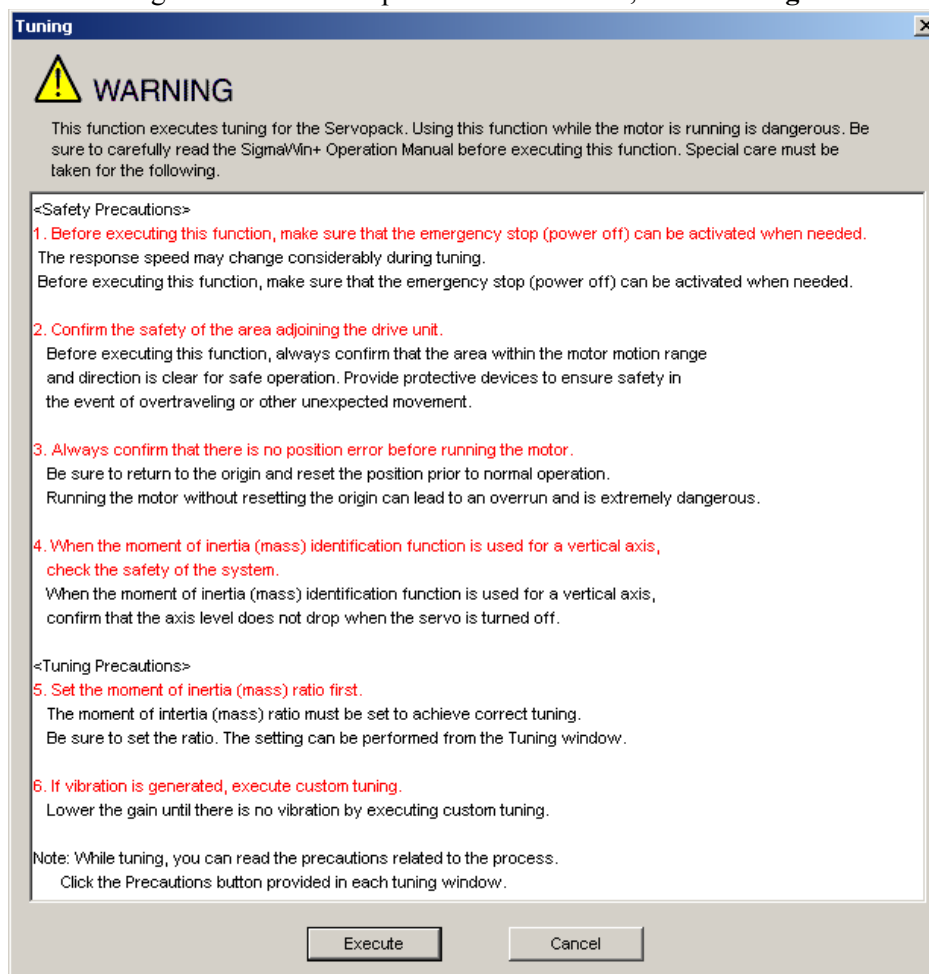 Tuning
WARNING
This function executes tuning for the Servopack. Using this function while the motor is running is dangerous. Be
sure to carefully read the SigmaWin+ Operation Manual before executing this function. Special care must be
taken for the following.
<Safety Precautions>
1. Before executing this function, make sure that the emergency stop (power off) can be activated when needed.
The response speed may change considerably during tuning.
Before executing this function, make sure that the emergency stop (power off) can be activated when needed.
2. Confirm the safety of the area adjoining the drive unit.
Before executing this function, always confirm that the area within the motor motion range
and direction is clear for safe operation. Provide protective devices to ensure safety in
the event of overtraveling or other unexpected movement.
3. Always confirm that there is no position error before running the motor.
Be sure to return to the origin and reset the position prior to normal operation.
Running the motor without resetting the origin can lead to an overrun and is extremely dangerous.
4. When the moment of inertia (mass) identification function is used for a vertical axis,
check the safety of the system.
When the moment of inertia (mass) identification function is used for a vertical axis,
confirm that the axis level does not drop when the servo is turned off.
<Tuning Precautions>
5. Set the moment of inertia (mass) ratio first.
The moment of intertia (mass) ratio must be set to achieve correct tuning.
Be sure to set the ratio. The setting can be performed from the Tuning window.
6. If vibration is generated, execute custom tuning.
Lower the gain until there is no vibration by executing custom tuning.
Note: While tuning, you can read the precautions related to the process.
Click the Precautions button provided in each tuning window.
Execute Cancel